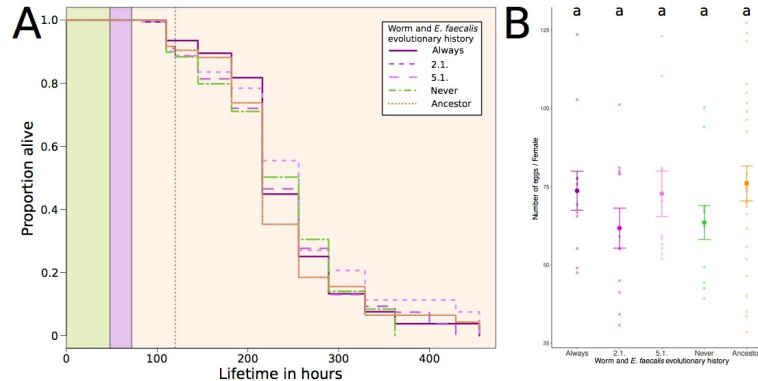 A
Proportion alive
1.0
0.8
0.6
0.4
0.2
0
0
100
200
300
400
Lifetime in hours
Worm and E. faecalis
evolutionary history
Always
2.1.
5.1.
Never
Ancestor
B
a a a a a
Number of eggs / Female
125
100
75
50
25
Always 2.1. 5.1. Never Ancestor
Worm and E. faecalis evolutionary history